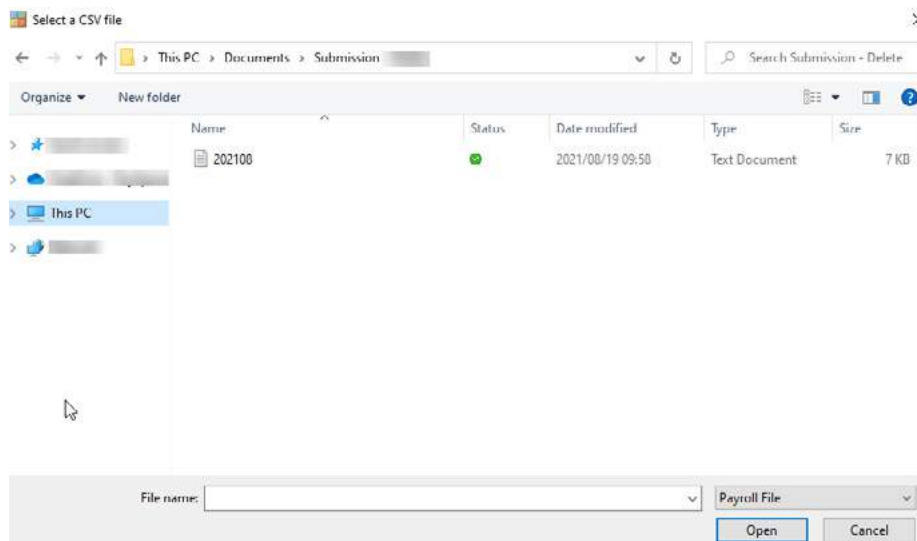 Select a CSV file
This PC > Documents > Submission
Search Submission - Delete
Organize
New folder
?
Name
Status
Date modified
Type
Size
202108
2021/08/19 09:58
Text Document
7 KB
This PC
File name:
Payroll File
Open
Cancel